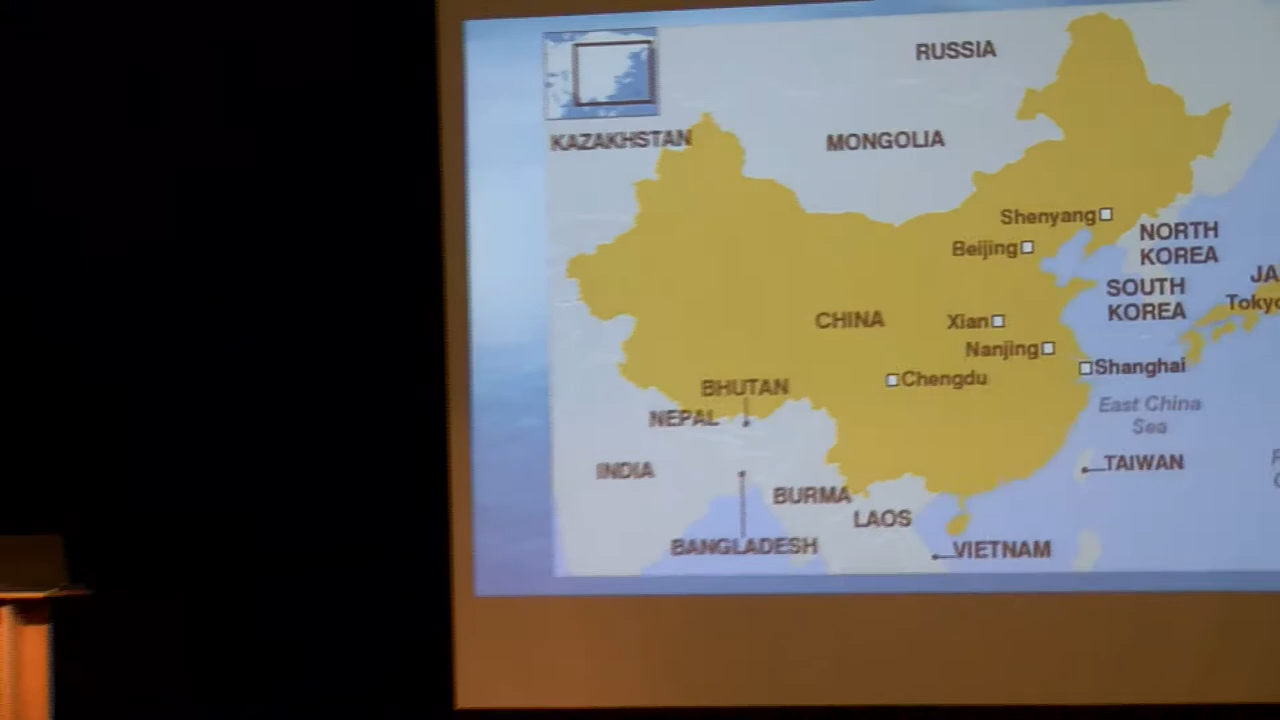 RUSSIA
KAZAKHSTAN
MONGOLIA
Shenyang
NORTH
KOREA
Beijing
SOUTH
KOREA
CHINA
Xian
Nanjing
Shanghai
Chengdu
BHUTAN
NEPAL
East China
Sea
INDIA
TAIWAN
BURMA
LAOS
BANGLADESH
VIETNAM